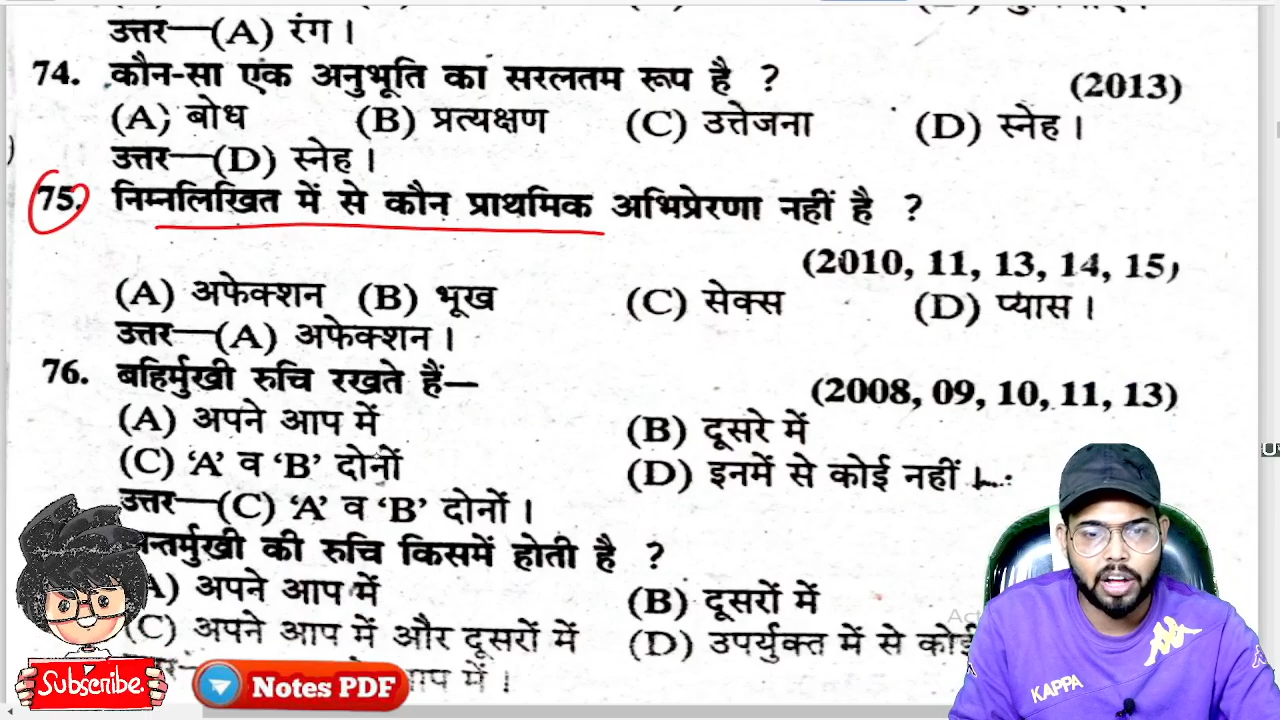 उत्तर—(A) रंग।
74. कौन-सा एक अनुभूति का सरलतम रूप है ? (2013)
(A) बोध (B) प्रत्यक्षण (C) उत्तेजना (D) स्नेह।
उत्तर—(D) स्नेह।
75. निम्नलिखित में से कौन प्राथमिक अभिप्रेरणा नहीं है ?
(2010, 11, 13, 14, 15)
(A) अफेक्शन (B) भूख (C) सेक्स (D) प्यास।
उत्तर—(A) अफेक्शन।
76. बहिर्मुखी रुचि रखते हैं— (2008, 09, 10, 11, 13)
(A) अपने आप में (B) दूसरे में
(C) ‘A’ व ‘B’ दोनों (D) इनमें से कोई नहीं।
उत्तर—(C) ‘A’ व ‘B’ दोनों।
की रुचि किसमें होती है ?
A) अपने आप में (B) दूसरों में
(C) अपने आप में और दूसरों में (D) उपर्युक्त में से कोई
आप में।
Subscribe.
Notes PDF
KAPPA